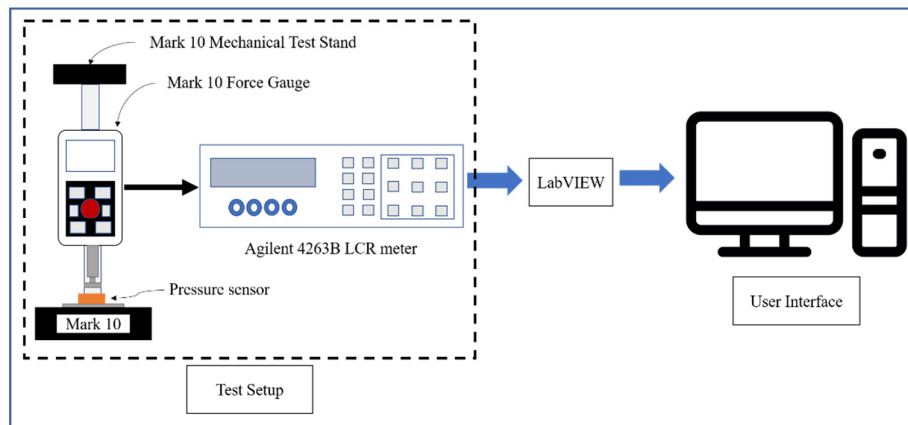 Mark 10 Mechanical Test Stand
Mark 10 Force Gauge
LabVIEW
Agilent 4263B LCR meter
Pressure sensor
Mark 10
User Interface
Test Setup